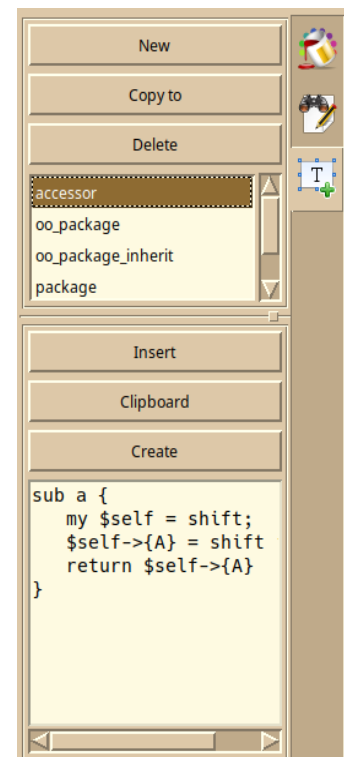 New
Copy to
Delete
accessor
oo_package
oo_package_inherit
package
Insert
Clipboard
Create
sub a {
   my $self = shift;
   $self->{A} = shift
   return $self->{A}
}
T